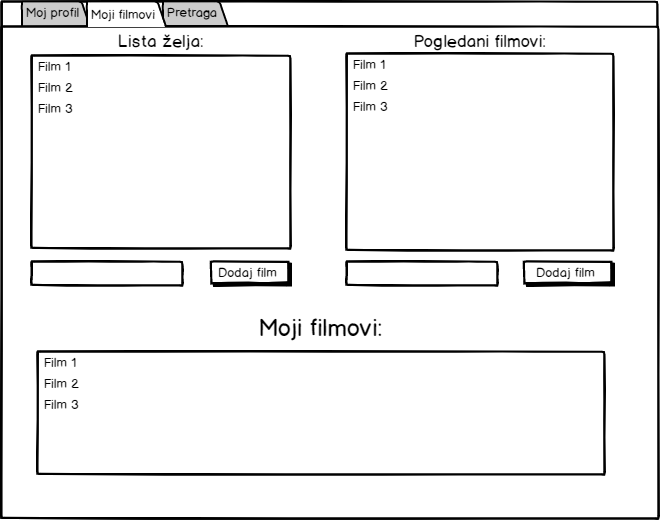 Moj profil
Moji filmovi
Pretraga
Lista želja:
Film 1
Film 2
Film 3
Dodaj film
Pogledani filmovi:
Film 1
Film 2
Film 3
Dodaj film
Moji filmovi:
Film 1
Film 2
Film 3